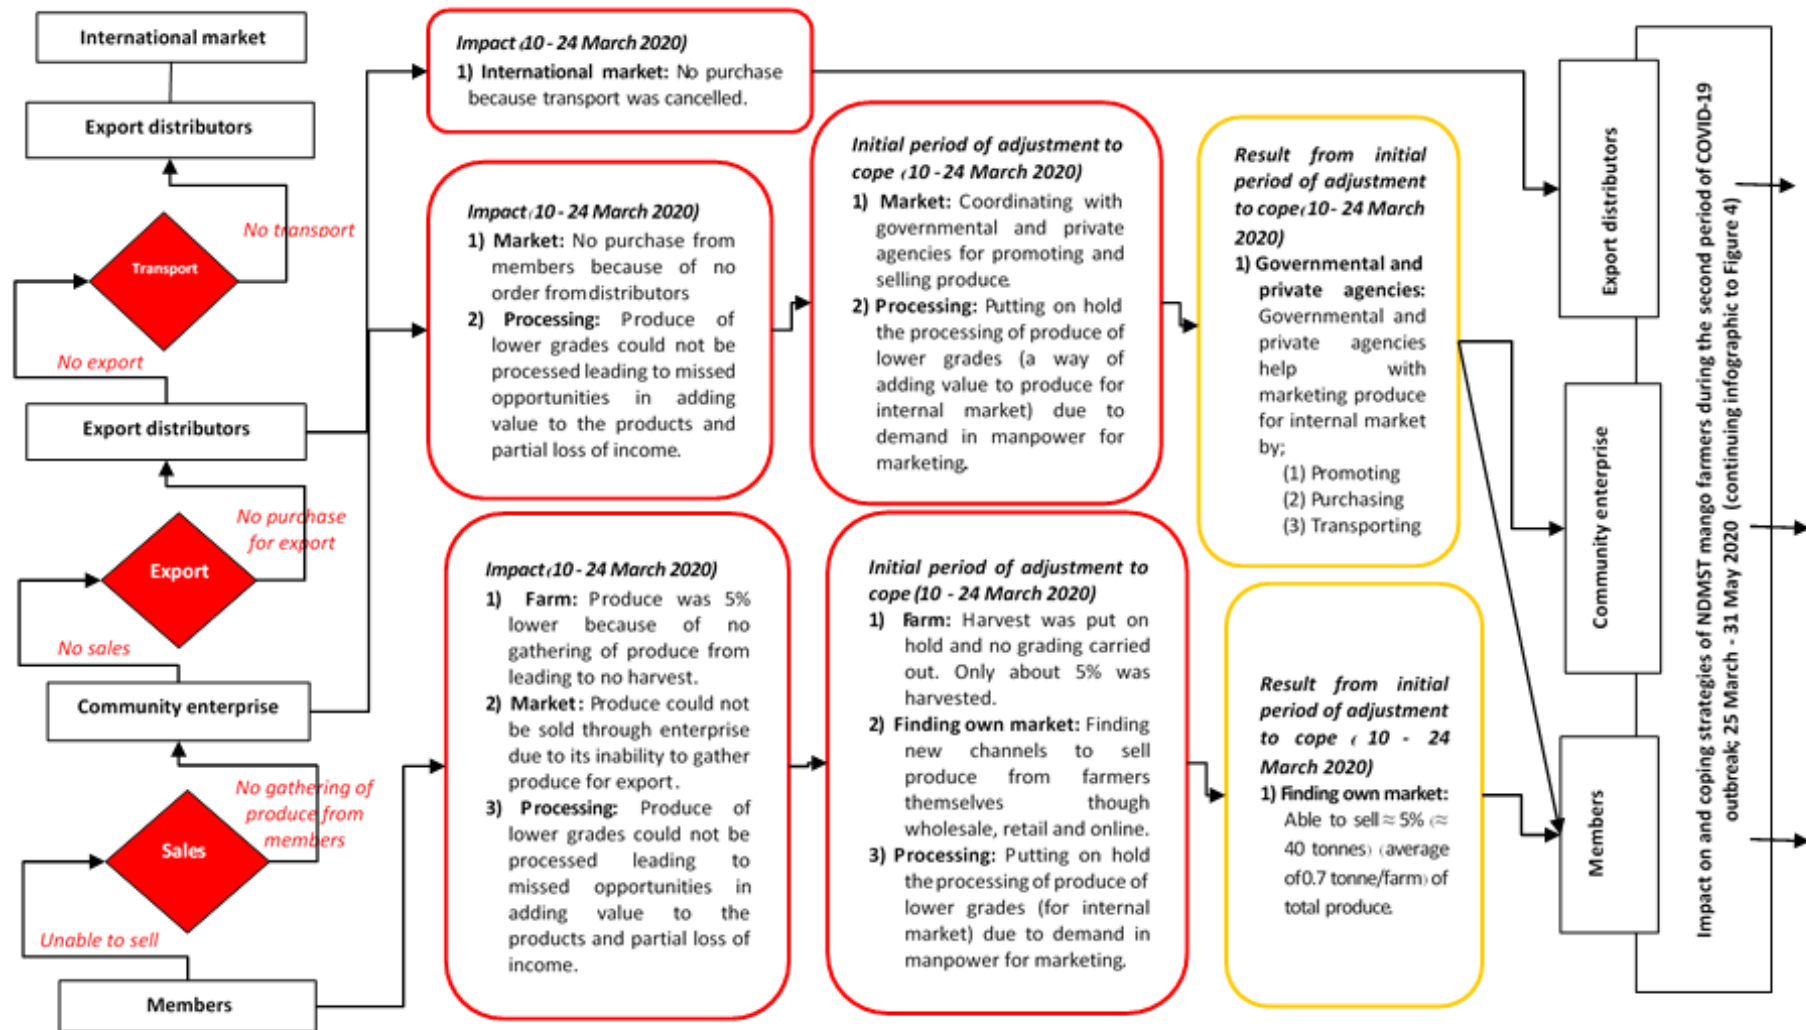 International market
Export distributors
No transport
Transport
No export
Export distributors
No purchase
for export
Export
No sales
Community enterprise
No gathering of
produce from
members
Sales
Unable to sell
Members
Impact (10 - 24 March 2020)
1) International market: No purchase
because transport was cancelled.
Impact (10 - 24 March 2020)
1) Market: No purchase from
members because of no
order from distributors
2) Processing: Produce of
lower grades could not be
processed leading to missed
opportunities in adding
value to the products and
partial loss of income.
Impact (10 - 24 March 2020)
1) Farm: Produce was 5%
lower because of no
gathering of produce from
leading to no harvest.
2) Market: Produce could not
be sold through enterprise
due to its inability to gather
produce for export.
3) Processing: Produce of
lower grades could not be
processed leading to
missed opportunities in
adding value to the
products and partial loss of
income.
Initial period of adjustment to
cope (10 - 24 March 2020)
1) Market: Coordinating with
governmental and private
agencies for promoting and
selling produce.
2) Processing: Putting on hold
the processing of produce of
lower grades (a way of
adding value to produce for
internal market) due to
demand in manpower for
marketing.
Initial period of adjustment to
cope (10 - 24 March 2020)
1) Farm: Harvest was put on
hold and no grading carried
out. Only about 5% was
harvested.
2) Finding own market: Finding
new channels to sell
produce from farmers
themselves though
wholesale, retail and online.
3) Processing: Putting on hold
the processing of produce of
lower grades (for internal
market) due to demand in
manpower for marketing.
Result from initial
period of adjustment
to cope (10 - 24 March
2020)
1) Governmental and
private agencies:
Governmental and
private agencies
help with
marketing produce
for internal market
by;
(1) Promoting
(2) Purchasing
(3) Transporting
Result from initial
period of adjustment
to cope ( 10 - 24
March 2020)
1) Finding own market:
Able to sell ≈ 5% (≈
40 tonnes) (average
of 0.7 tonne/farm) of
total produce.
Export distributors
Community enterprise
Members
Impact on and coping strategies of NDMST mango farmers during the second period of COVID-19
outbreak; 25 March - 31 May 2020 (continuing infographic to Figure 4)